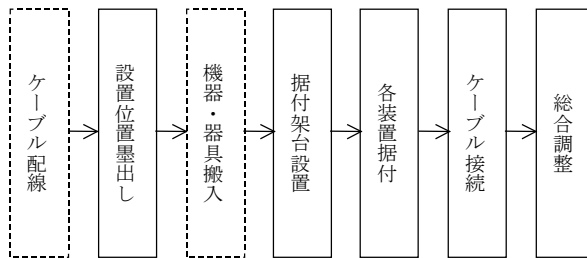 ケーブル配線
設置位置墨出し
機器・器具搬入
据付架台設置
各装置据付
ケーブル接続
総合調整